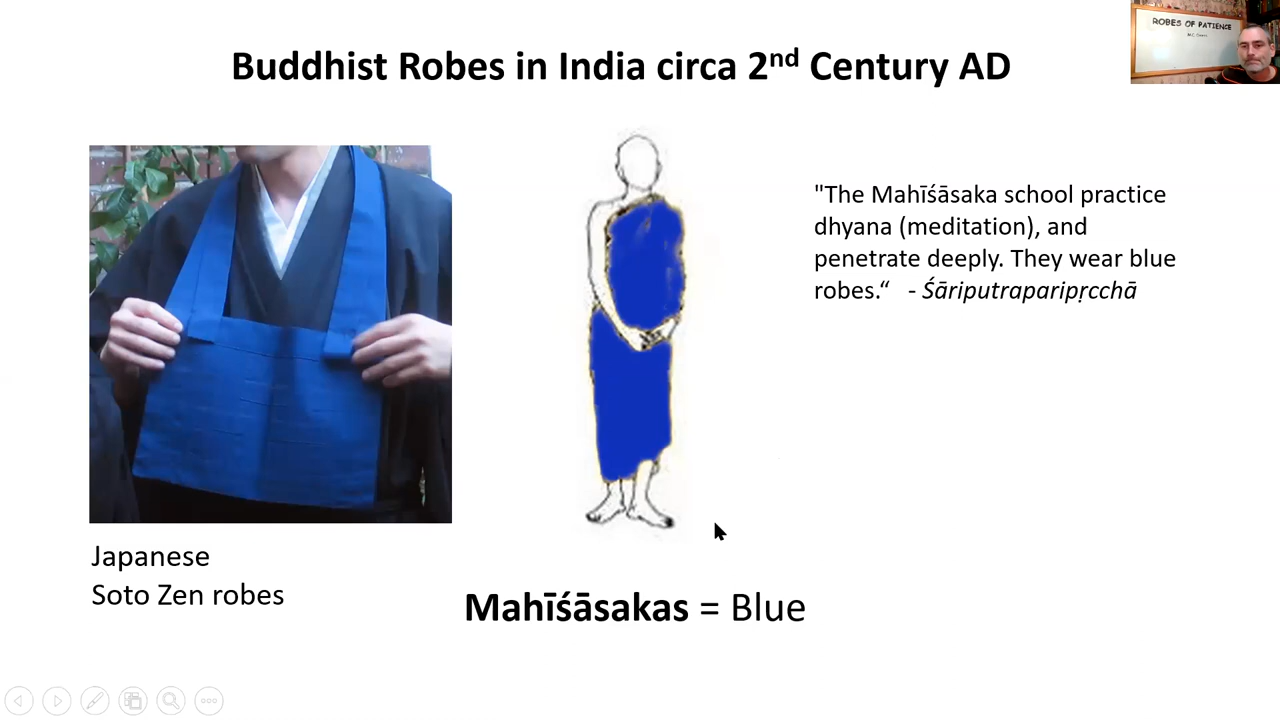 Buddhist Robes in India circa 2nd Century AD
ROBES OF PATIENCE
"The Mahīśāsaka school practice
dhyana (meditation), and
penetrate deeply. They wear blue
robes.“ - Śāriputraparipṛcchā
Japanese
Soto Zen robes
Mahīśāsakas = Blue